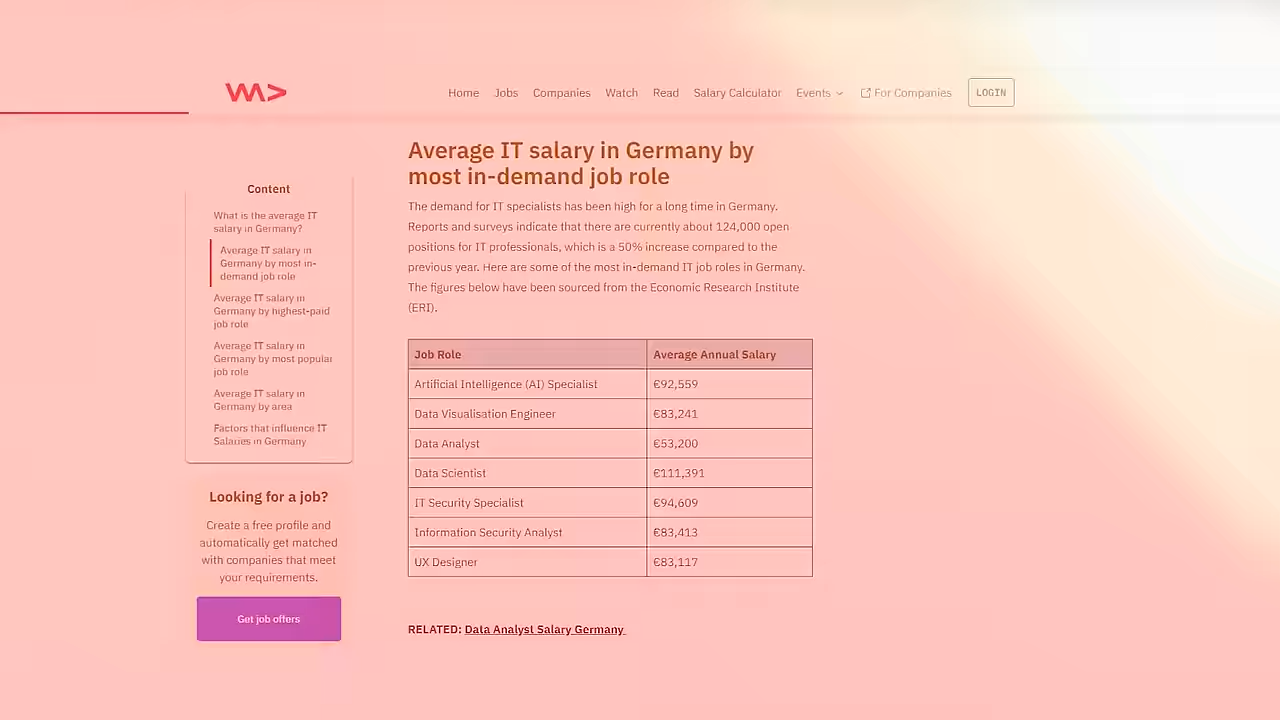 WA>
Home Jobs Companies Watch Read Salary Calculator Events For Companies LOGIN
Content
What is the average IT
salary in Germany?
Average IT salary in
Germany by most in-
demand job role
Average IT salary in
Germany by highest-paid
job role
Average IT salary in
Germany by most popular
job role
Average IT salary in
Germany by area
Factors that influence IT
Salaries in Germany
Looking for a job?
Create a free profile and
automatically get matched
with companies that meet
your requirements.
Get job offers
Average IT salary in Germany by
most in-demand job role
The demand for IT specialists has been high for a long time in Germany.
Reports and surveys indicate that there are currently about 124,000 open
positions for IT professionals, which is a 50% increase compared to the
previous year. Here are some of the most in-demand IT job roles in Germany.
The figures below have been sourced from the Economic Research Institute
(ERI).
Job Role Average Annual Salary
Artificial Intelligence (AI) Specialist €92,559
Data Visualisation Engineer €83,241
Data Analyst €53,200
Data Scientist €111,391
IT Security Specialist €94,609
Information Security Analyst €83,413
UX Designer €83,117
RELATED: Data Analyst Salary Germany